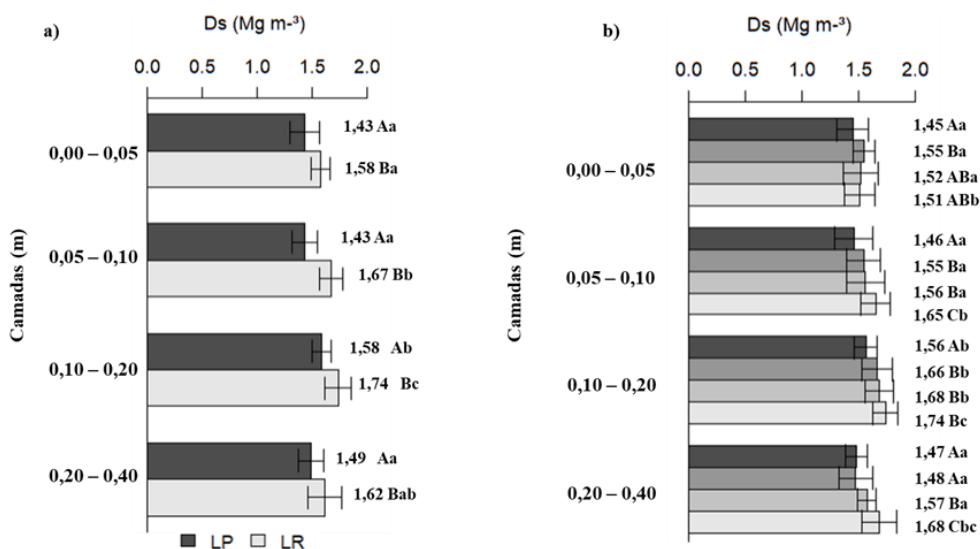 a)
Ds (Mg m-³)
0.0 0.5 1.0 1.5 2.0
Camadas (m)
0,00 – 0,05
1,43 Aa
1,58 Ba
0,05 – 0,10
1,43 Aa
1,67 Bb
0,10 – 0,20
1,58 Ab
1,74 Bc
0,20 – 0,40
1,49 Aa
1,62 Bab
LP LR
b)
Ds (Mg m-³)
0.0 0.5 1.0 1.5 2.0
Camadas (m)
0,00 – 0,05
1,45 Aa
1,55 Ba
1,52 ABa
1,51 ABb
0,05 – 0,10
1,46 Aa
1,55 Ba
1,56 Ba
1,65 Cb
0,10 – 0,20
1,56 Ab
1,66 Bb
1,68 Bb
1,74 Bc
0,20 – 0,40
1,47 Aa
1,48 Aa
1,57 Ba
1,68 Cbc